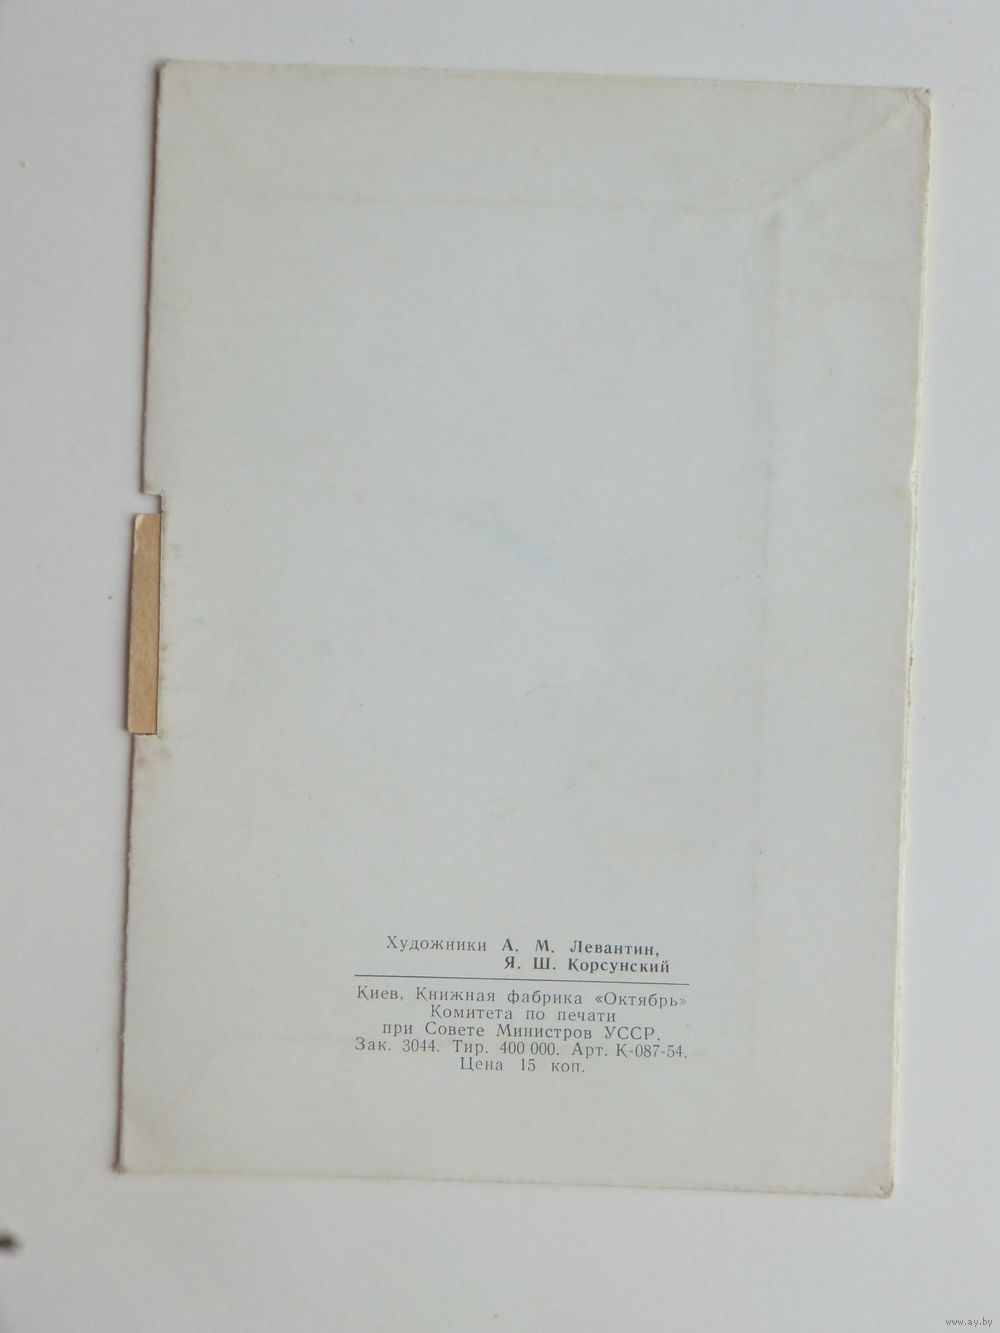 Художники А. М. Левантин,
Я. Ш. Корсунский
Киев, Книжная фабрика «Октябрь»
Комитета по печати
при Совете Министров УССР.
Зак. 3044. Тир. 400 000. Арт. К-087-54.
Цена 15 коп.
www.ay.by